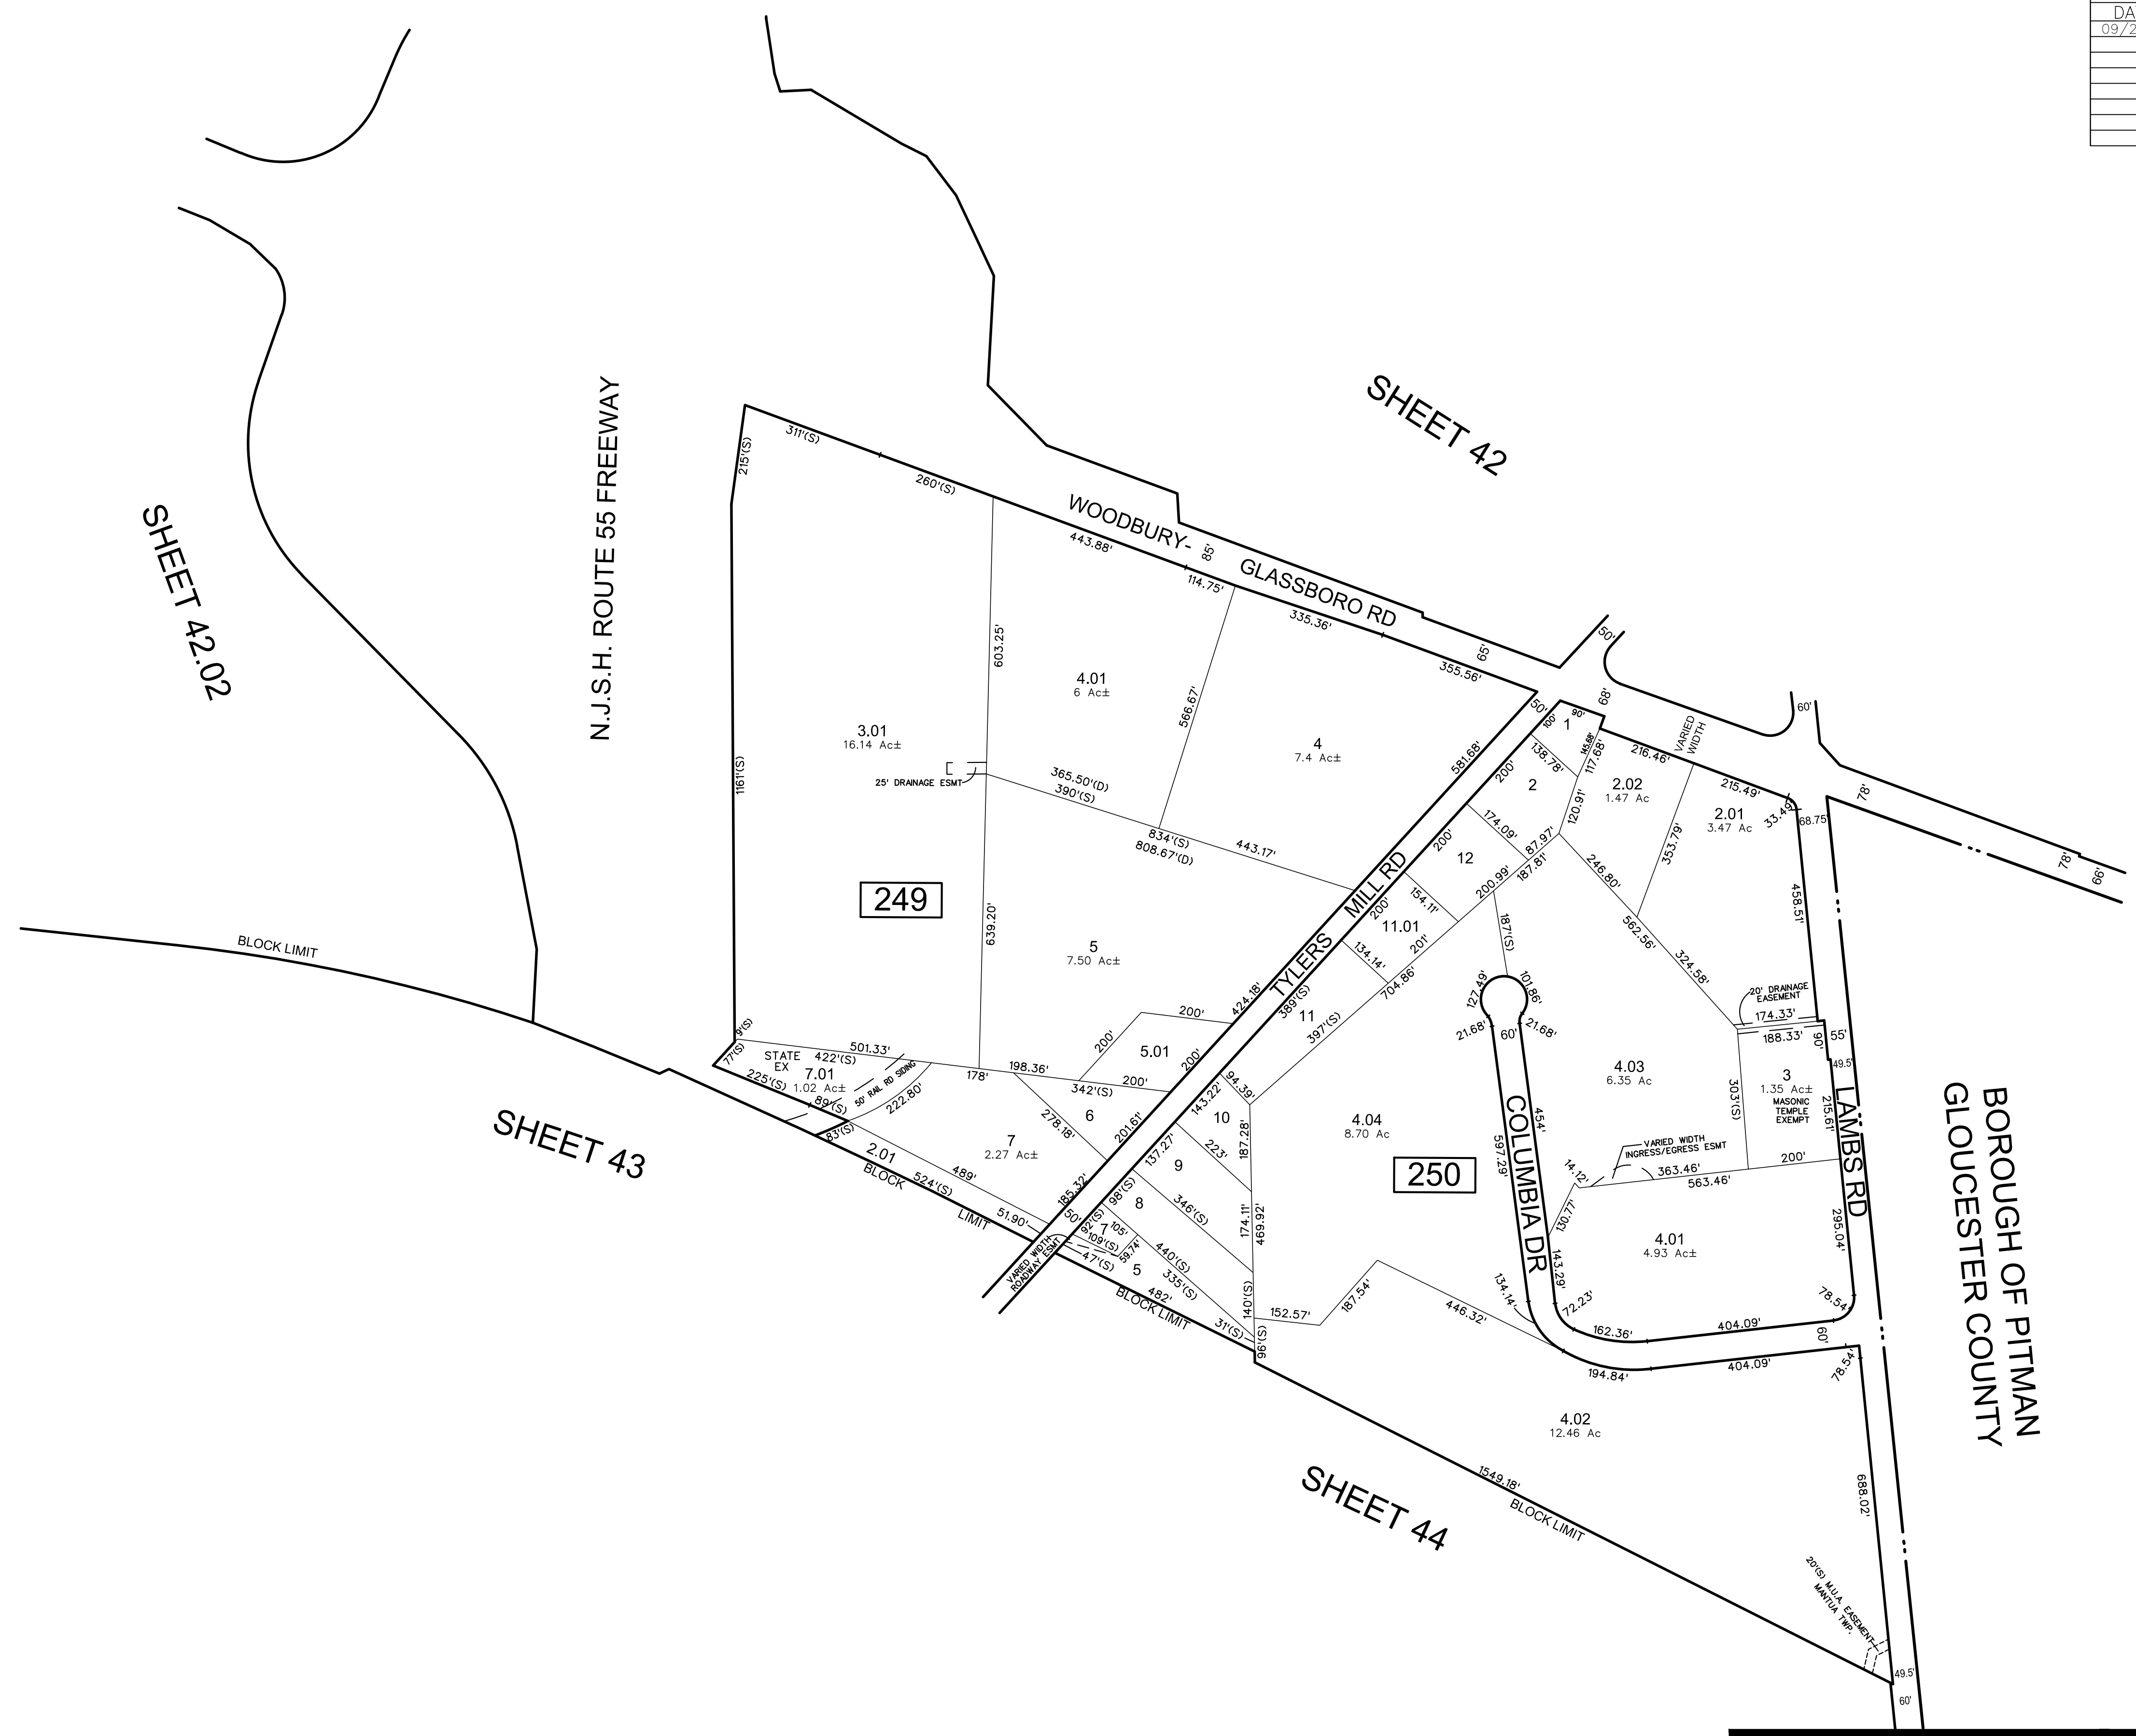 DA
09/2
SHEET 42
SHEET 42.02
N.J.S.H. ROUTE 55 FREEWAY
BLOCK LIMIT
311'(S)
215'(S)
260'(S)
WOODBURY-
85'
GLASSBORO RD
443.88'
114.75'
335.36'
65'
355.56'
50'
68'
60'
VARIED
WIDTH
78'
78'
66'
603.25'
4.01
6 Ac±
566.67'
4
7.4 Ac±
3.01
16.14 Ac±
25' DRAINAGE ESMT
1161'(S)
365.50'(D)
390'(S)
834'(S)
808.67'(D)
443.17'
581.68'
249
639.20'
5
7.50 Ac±
424.18'
200'
200'
5.01
200'
200'
9'(S)
77'(S)
501.33'
STATE
EX
422'(S)
7.01
1.02 Ac±
225'(S)
89'(S)
50' RAIL RD SIDING
222.80'
83'(S)
178'
198.36'
342'(S)
6
278.18'
201.61'
7
2.27 Ac±
185.32'
2.01
489'
524'(S)
51.90'
BLOCK
LIMIT
SHEET 43
TYLERS MILL RD
50'
50'
VARIED WIDTH
ROADWAY ESMT
1
90'
100'
145.68'
138.78'
117.68'
2
200'
120.91'
174.09'
87.97'
187.81'
12
200'
200.99'
154.11'
11.01
200'
201'
134.14'
704.86'
389'(S)
11
397'(S)
94.39'
10
143.22'
187.28'
223'
137.27'
9
98'(S)
346'(S)
174.11'
469.92'
8
92'(S)
7
105'
109'(S)
59.74'
47'(S)
5
440'(S)
335'(S)
482'
31'(S)
140'(S)
96'(S)
BLOCK LIMIT
216.46'
2.02
1.47 Ac
215.49'
2.01
3.47 Ac
353.79'
33.49'
68.75'
458.51'
246.80'
562.56'
324.58'
20' DRAINAGE
EASEMENT
174.33'
188.33'
90'
55'
49.5'
187'(S)
127.49'
101.86'
21.68'
60'
21.68'
4.03
6.35 Ac
303'(S)
3
1.35 Ac±
MASONIC
TEMPLE
EXEMPT
215.61'
LAMBS RD
4.04
8.70 Ac
250
COLUMBIA DR
454'
597.29'
VARIED WIDTH
INGRESS/EGRESS ESMT
14.12'
363.46'
200'
563.46'
130.77'
143.29'
4.01
4.93 Ac±
295.04'
78.54'
134.14'
72.23'
162.36'
404.09'
60'
194.84'
404.09'
78.54'
152.57'
187.54'
446.32'
4.02
12.46 Ac
1549.18'
BLOCK LIMIT
688.02'
SHEET 44
20'(S) M.U.A. EASEMENT
MANTUA TWP.
49.5'
60'
BOROUGH OF PITMAN
GLOUCESTER COUNTY